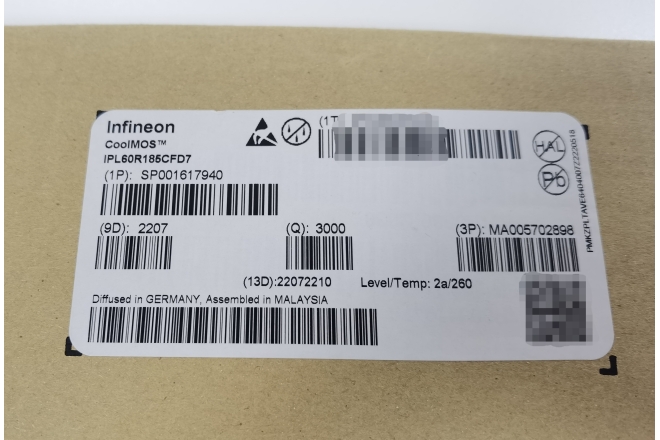 Infineon
CoolMOS™
IPL60R185CFD7
(1T
(1P): SP001617940
HAL
Pb
(9D): 2207
(Q): 3000
(3P): MA005702898
(13D):22072210
Level/Temp: 2a/260
Diffused in GERMANY, Assembled in MALAYSIA